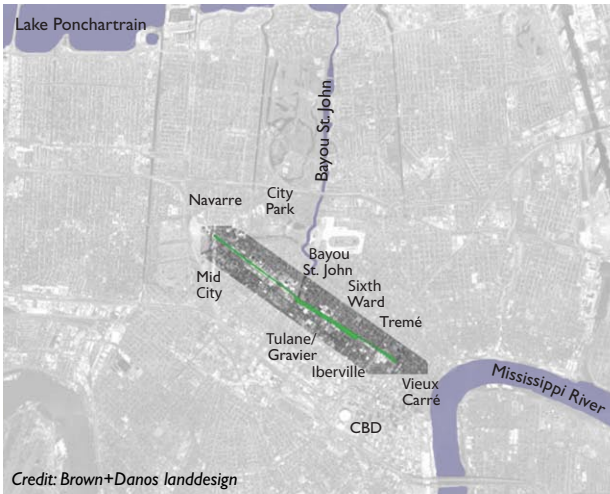 Lake Ponchartrain
Bayou St. John
Navarre
City
Park
Bayou
St. John
Mid
City
Sixth
Ward
Tremé
Tulane/
Gravier
Iberville
Vieux
Carré
Mississippi River
CBD
Credit: Brown+Danos landdesign